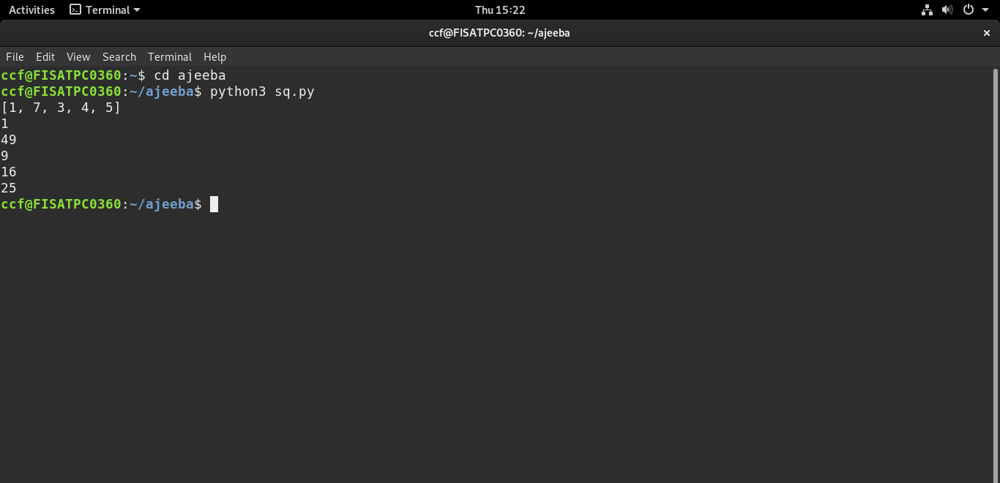 Activities Terminal Thu 15:22
ccf@FISATPC0360: ~/ajeeba
File Edit View Search Terminal Help
ccf@FISATPC0360:~$ cd ajeeba
ccf@FISATPC0360:~/ajeeba$ python3 sq.py
[1, 7, 3, 4, 5]
1
49
9
16
25
ccf@FISATPC0360:~/ajeeba$